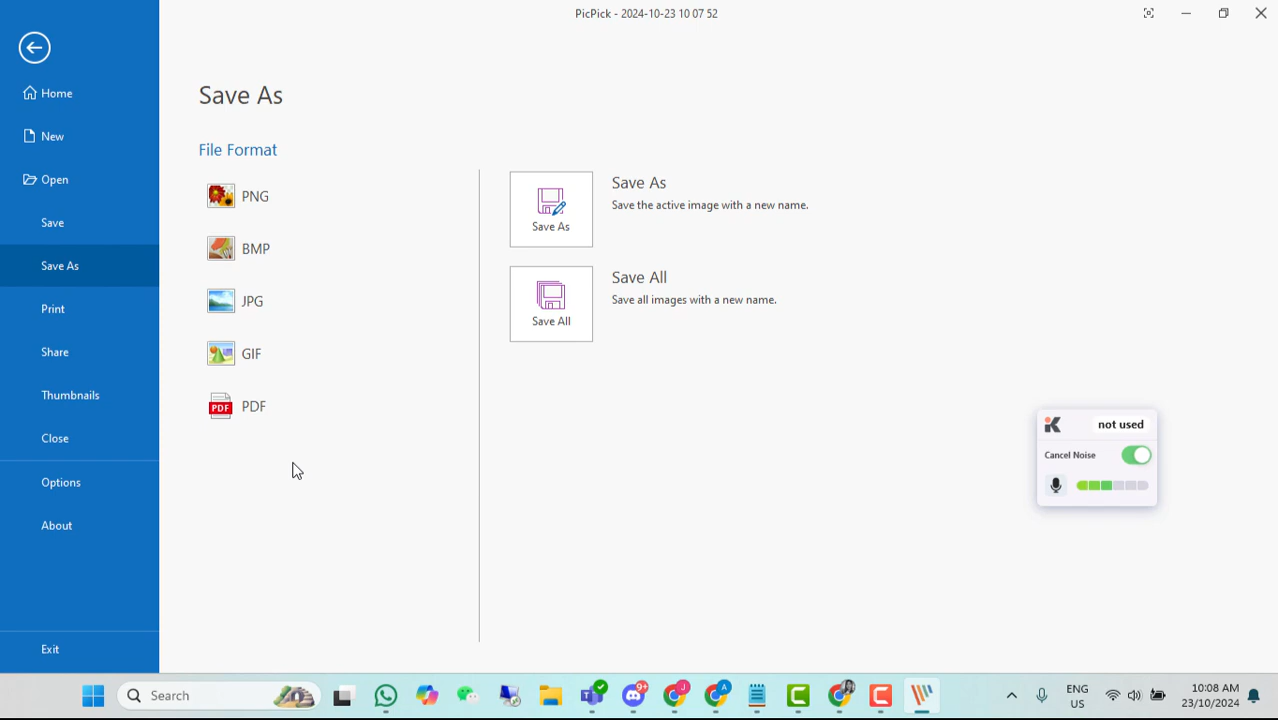 PicPick - 2024-10-23 10 07 52
Home
New
Open
Save
Save As
Print
Share
Thumbnails
Close
Options
About
Exit
Save As
File Format
PNG
BMP
JPG
GIF
PDF
PDF
Save As
Save As
Save the active image with a new name.
Save All
Save All
Save all images with a new name.
not used
Cancel Noise
Search
9+
J
A
ENG
US
10:08 AM
23/10/2024